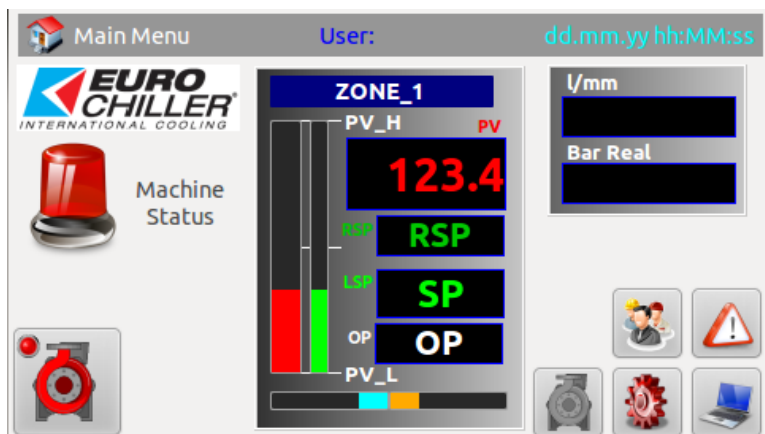 Main Menu User: dd.mm.yy hh:MM:ss
EURO
CHILLER
INTERNATIONAL COOLING
Machine
Status
ZONE_1
PV_H PV
123.4
RSP RSP
LSP SP
OP OP
PV_L
l/mm
Bar Real